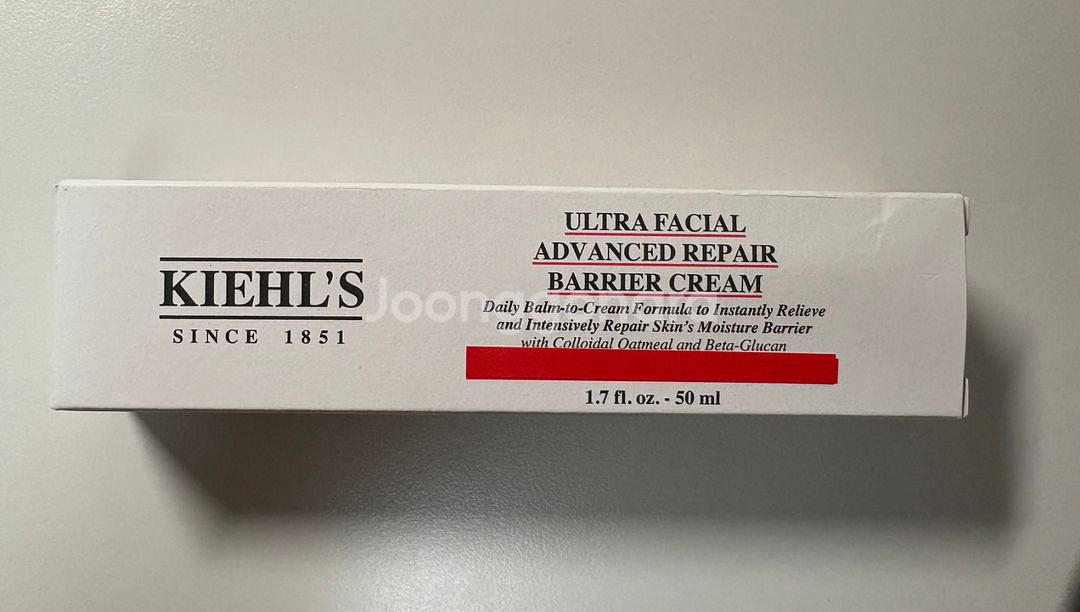 KIEHL'S
SINCE 1851
ULTRA FACIAL
ADVANCED REPAIR
BARRIER CREAM
Daily Balm-to-Cream Formula to Instantly Relieve
and Intensively Repair Skin's Moisture Barrier
with Colloidal Oatmeal and Beta-Glucan
1.7 fl. oz. - 50 ml